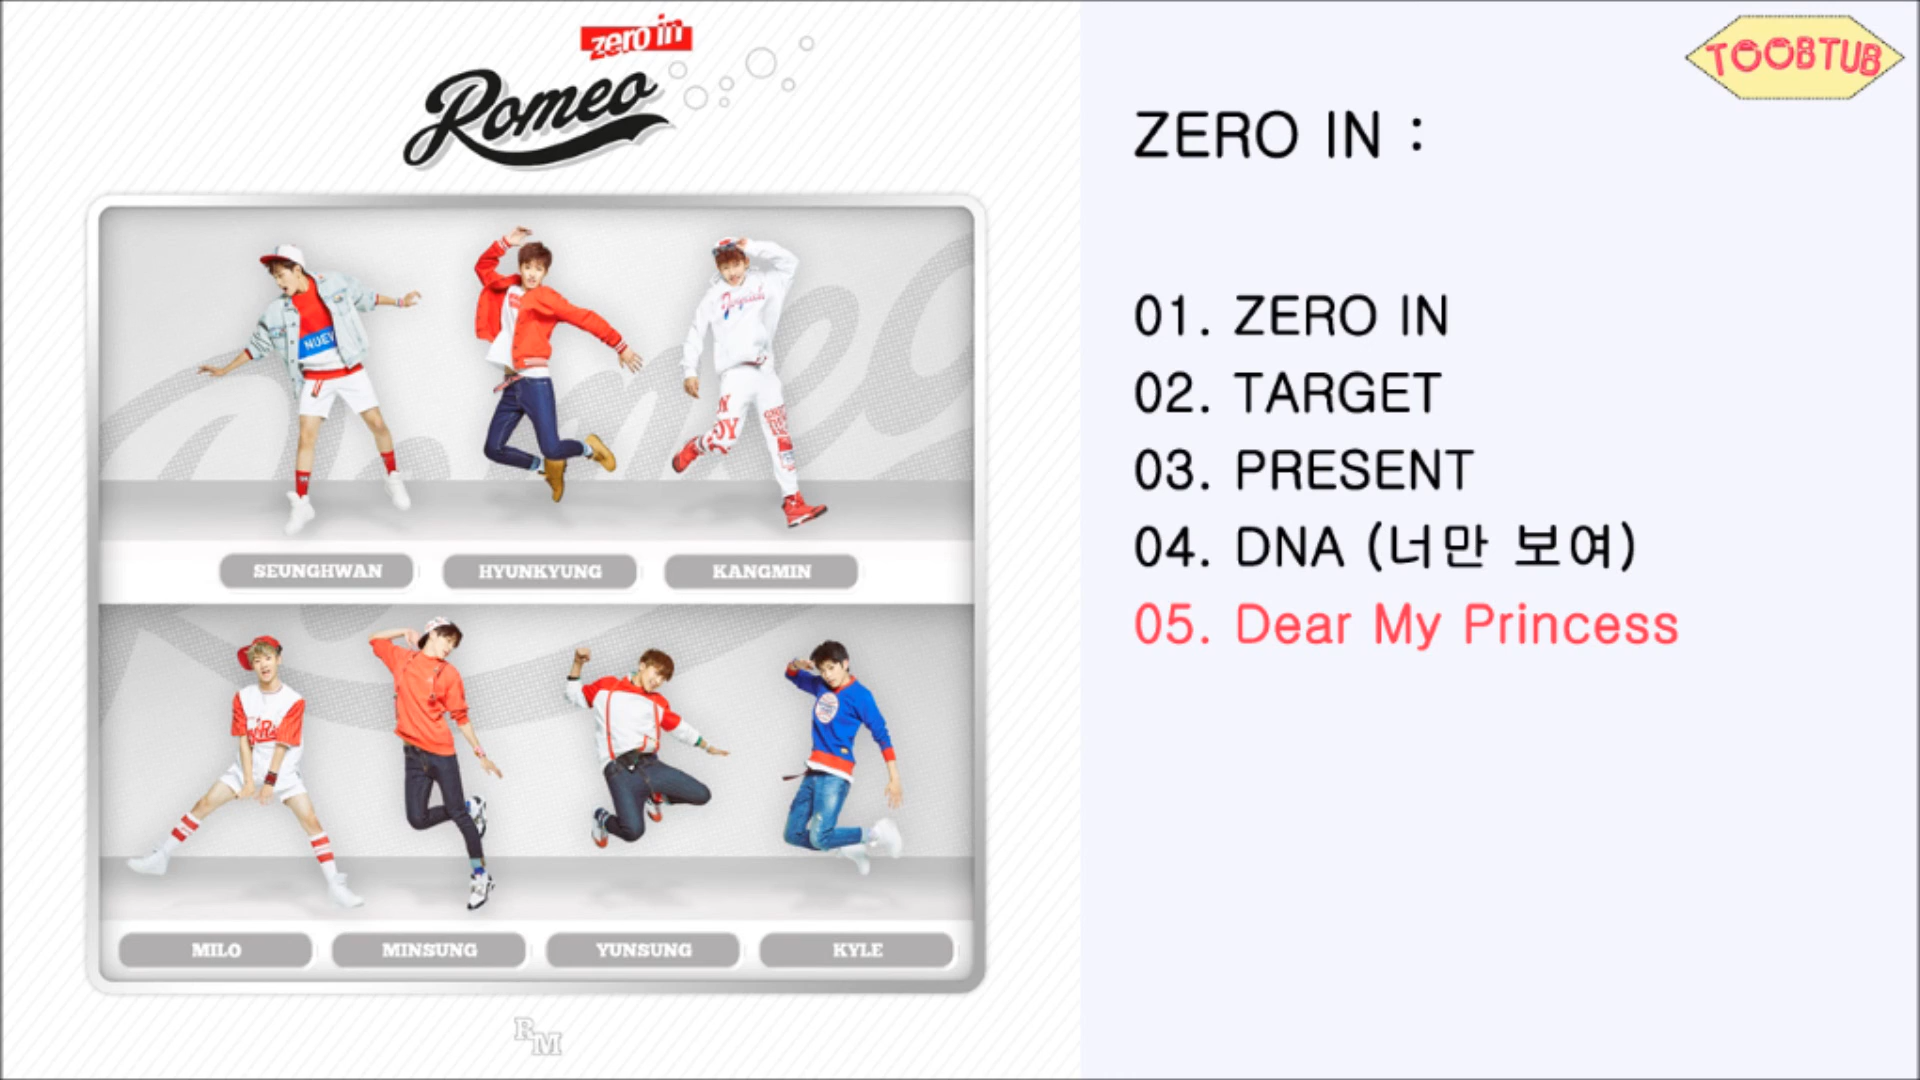 zero in
Romeo
NUEV
SEUNGHWAN
HYUNKYUNG
KANGMIN
MILO
MINSUNG
YUNSUNG
KYLE
RM
TOOBTUB
ZERO IN :
01. ZERO IN
02. TARGET
03. PRESENT
04. DNA (너만 보여)
05. Dear My Princess